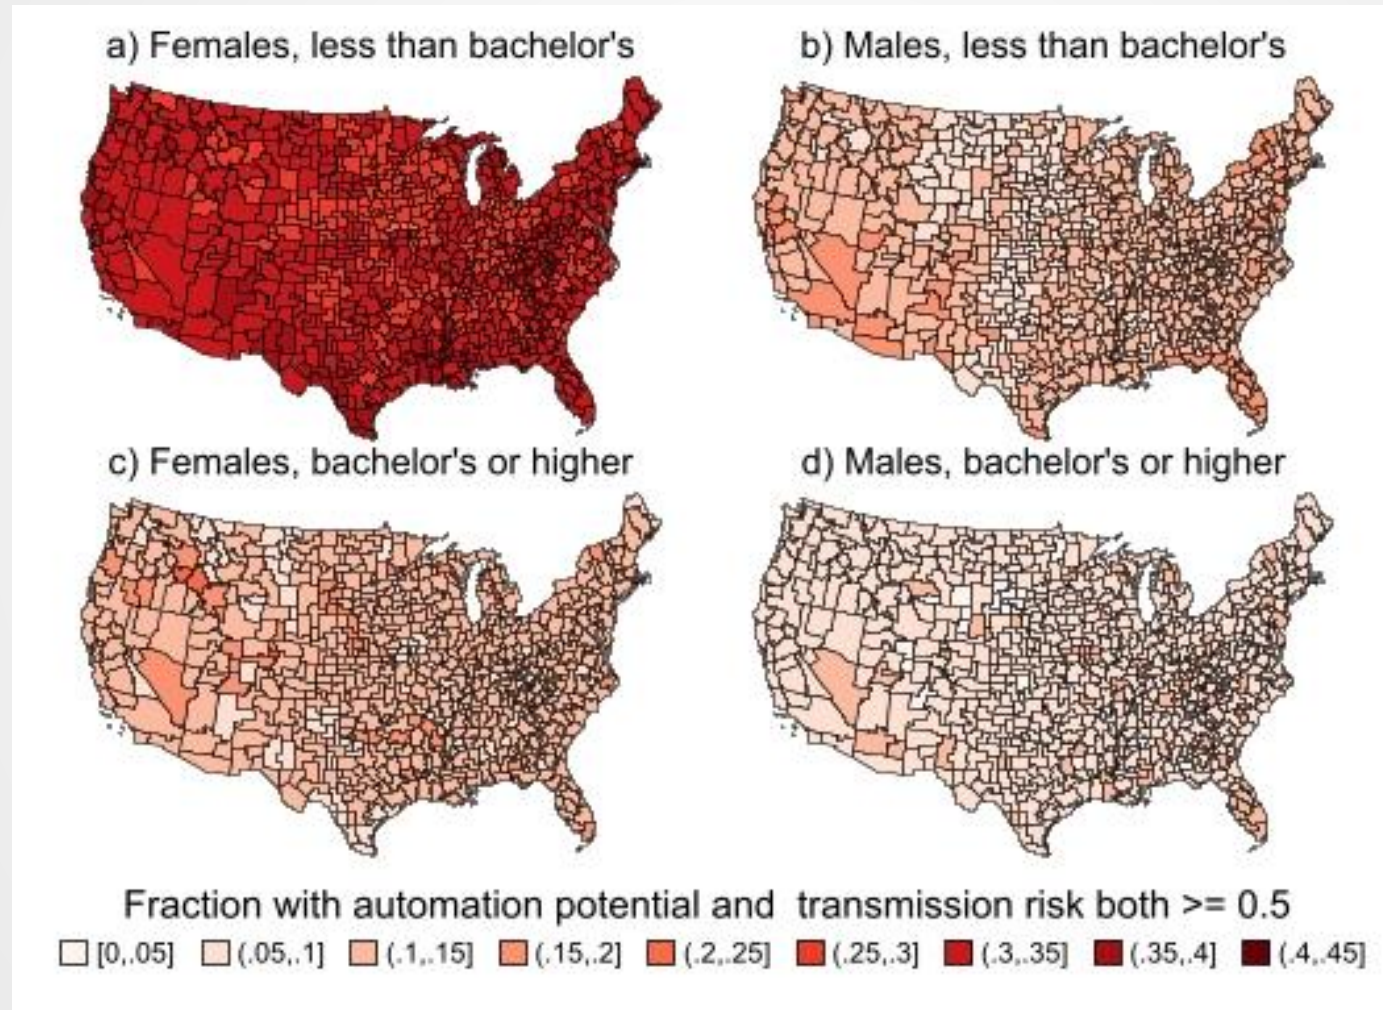 a) Females, less than bachelor's
b) Males, less than bachelor's
c) Females, bachelor's or higher
d) Males, bachelor's or higher
Fraction with automation potential and  transmission risk both >= 0.5
[0,.05] (.05,.1] (.1,.15] (.15,.2] (.2,.25] (.25,.3] (.3,.35] (.35,.4] (.4,.45]